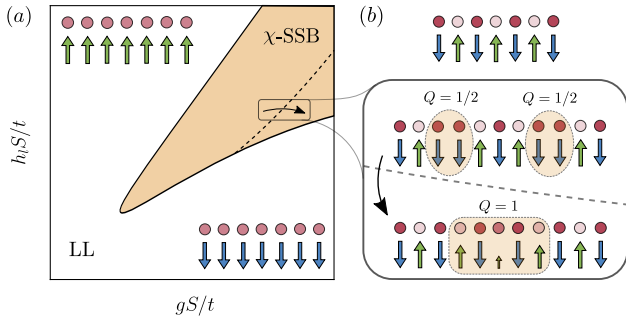 (a)
χ-SSB
h_l S/t
LL
gS/t
(b)
Q = 1/2
Q = 1/2
Q = 1